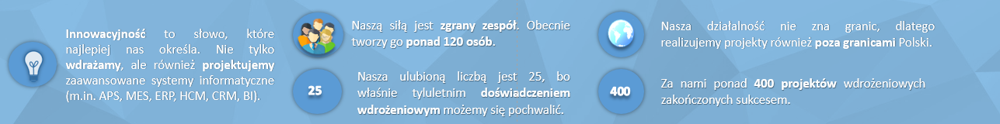 Innowacyjność to słowo, które
najlepiej nas określa. Nie tylko
wdrażamy, ale również projektujemy
zaawansowane systemy informatyczne
(m.in. APS, MES, ERP, HCM, CRM, BI).
Naszą siłą jest zgrany zespół. Obecnie
tworzy go ponad 120 osób.
25
Nasza ulubioną liczbą jest 25, bo
właśnie tyluletnim doświadczeniem
wdrożeniowym możemy się pochwalić.
Nasza działalność nie zna granic, dlatego
realizujemy projekty również poza granicami Polski.
400
Za nami ponad 400 projektów wdrożeniowych
zakończonych sukcesem.